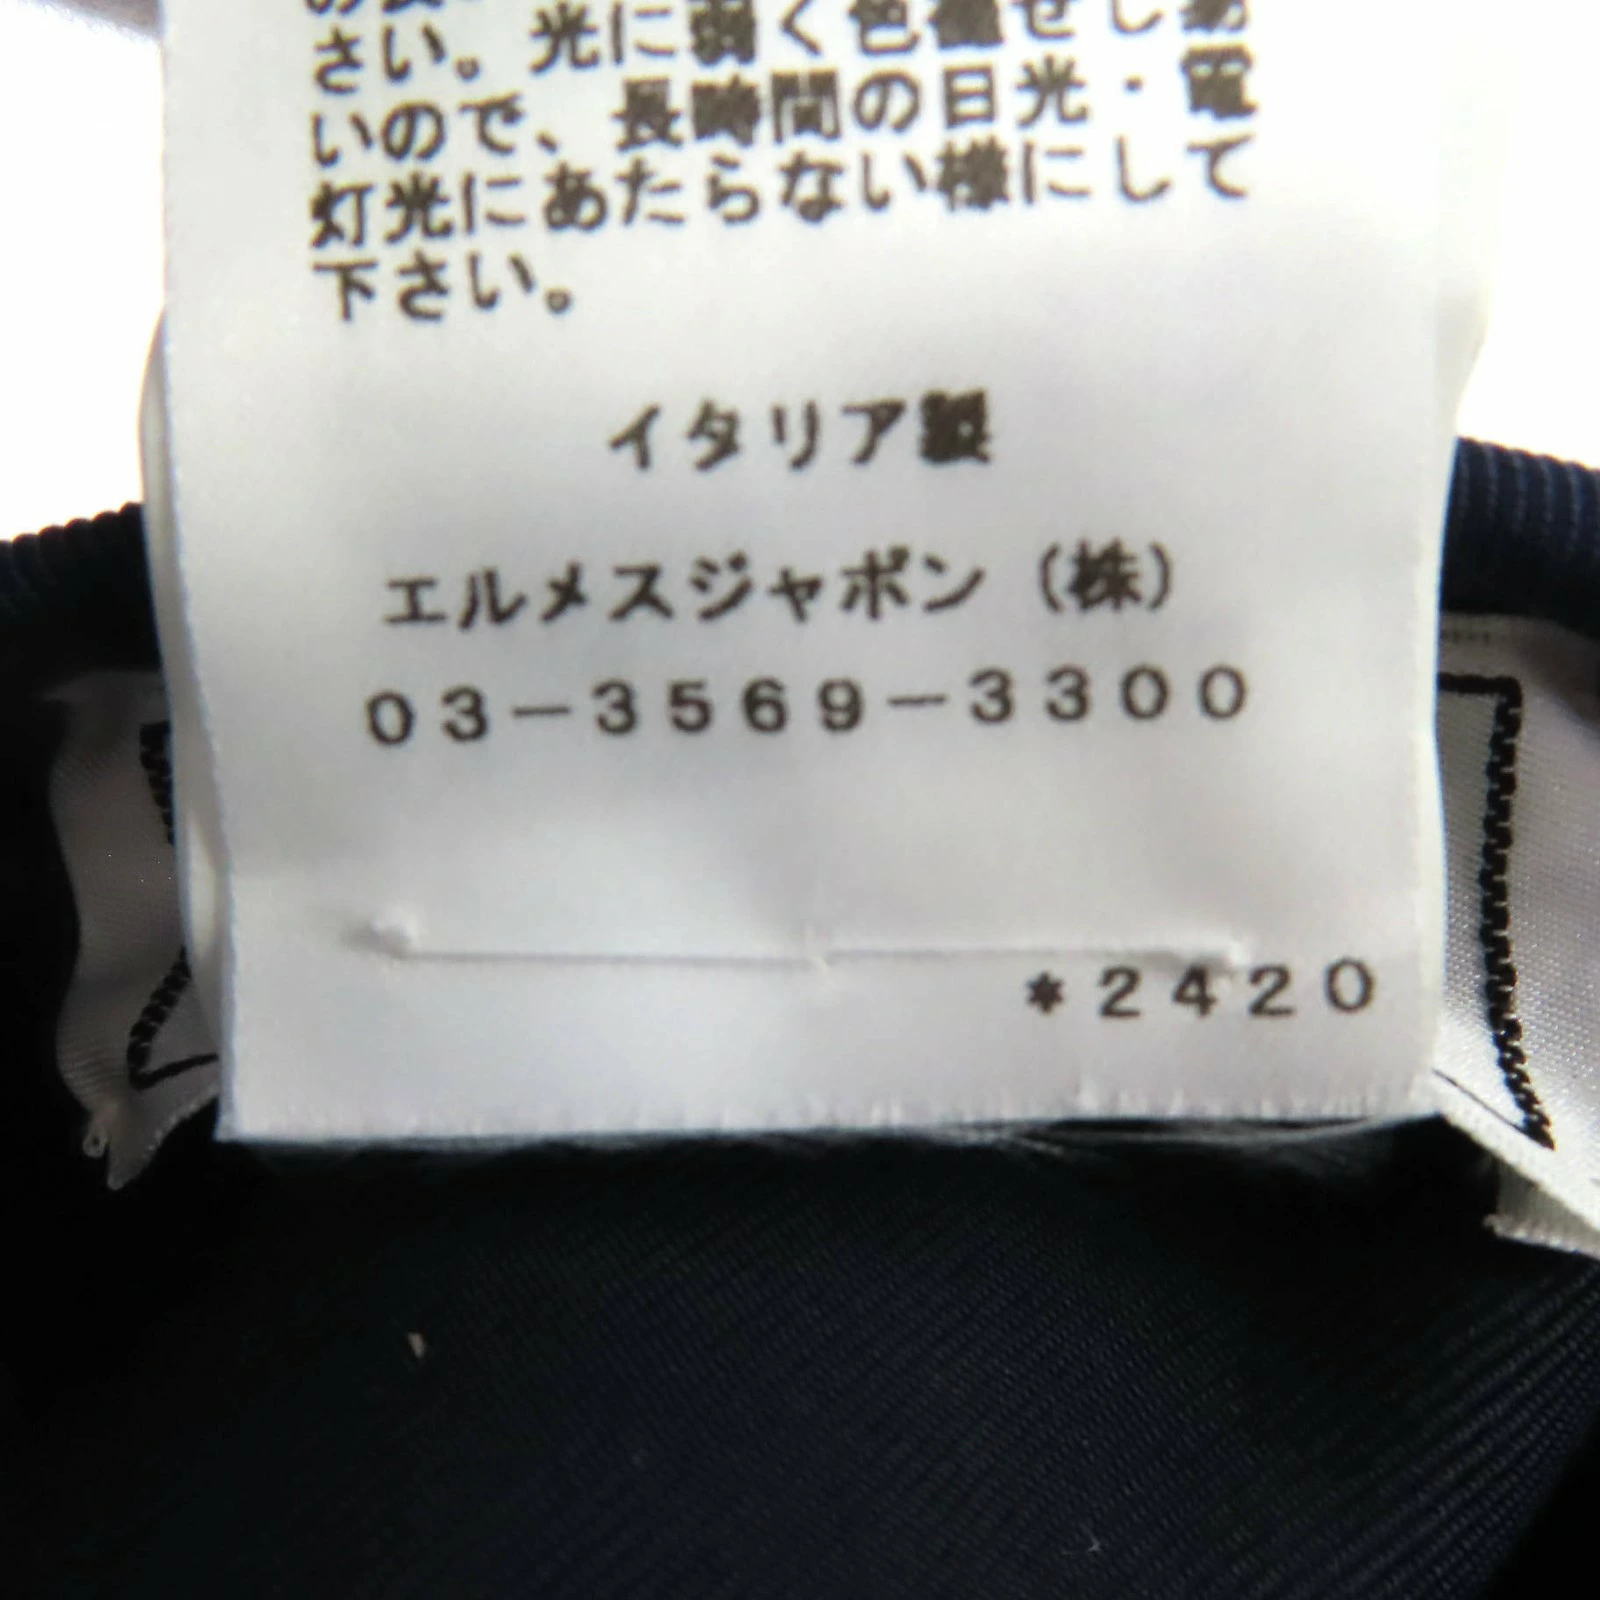 さい。光に弱く色褪せし易
いので、長時間の日光・電
灯光にあたらない様にして
下さい。
イタリア製
エルメスジャポン（株）
03-3569-3300
*2420